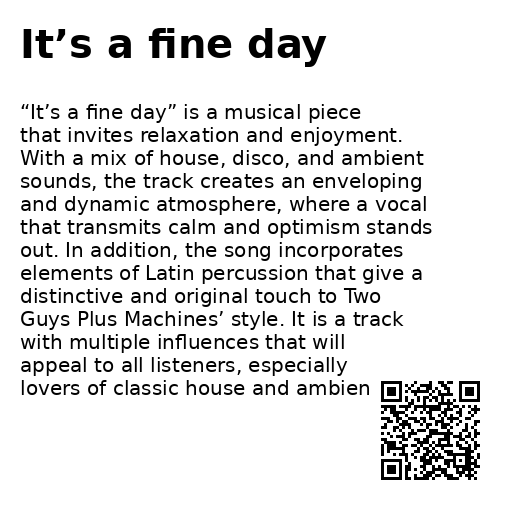 It’s a fine day
“It’s a fine day” is a musical piece
that invites relaxation and enjoyment.
With a mix of house, disco, and ambient
sounds, the track creates an enveloping
and dynamic atmosphere, where a vocal
that transmits calm and optimism stands
out. In addition, the song incorporates
elements of Latin percussion that give a
distinctive and original touch to Two
Guys Plus Machines’ style. It is a track
with multiple influences that will
appeal to all listeners, especially
lovers of classic house and ambien